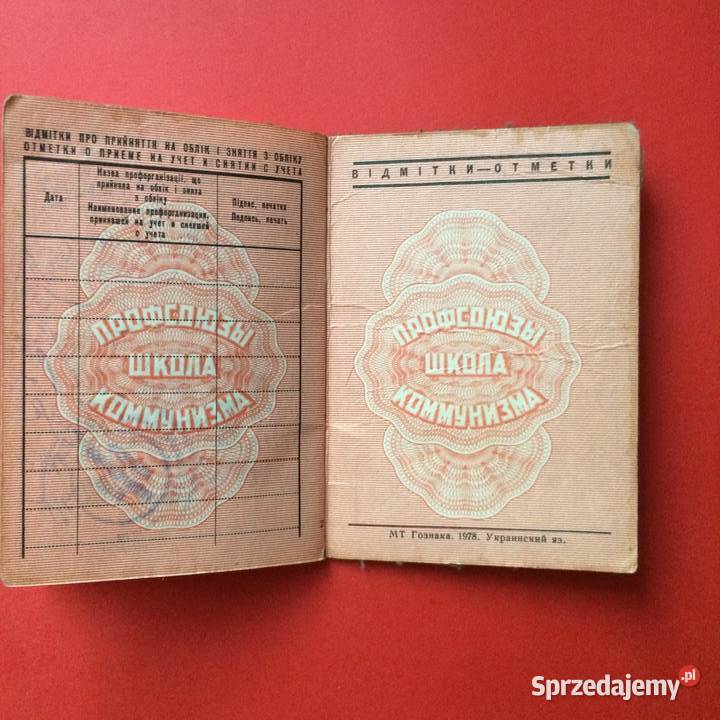 ВІДМІТКИ ПРО ПРИЙНЯТТЯ НА ОБЛІК І ЗНЯТТЯ З ОБЛІКУ
ОТМЕТКИ О ПРИЕМЕ НА УЧЕТ И СНЯТИИ С УЧЕТА
Дата
Назва профорганізації, що
прийняла на облік і зняла
з обліку
Наименование профорганизации,
принявшей на учет и снявшей
с учета
Підпис, печатка
Подпись, печать
ПРОФСОЮЗЫ
ШКОЛА
КОММУНИЗМА
2
ВІДМІТКИ—ОТМЕТКИ
ПРОФСОЮЗЫ
ШКОЛА
КОММУНИЗМА
МТ Гознака. 1978. Украинский яз.
Sprzedajemy.pl